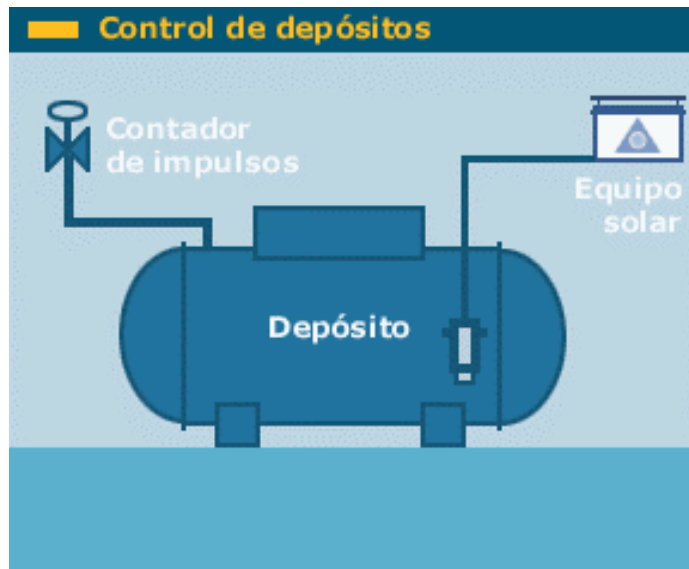 Control de depósitos
Contador
de impulsos
Equipo
solar
Depósito